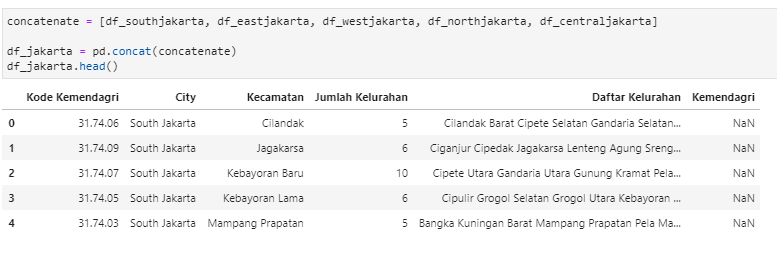 concatenate = [df_southjakarta, df_eastjakarta, df_westjakarta, df_northjakarta, df_centraljakarta]
df_jakarta = pd.concat(concatenate)
df_jakarta.head()
Kode Kemendagri City Kecamatan Jumlah Kelurahan Daftar Kelurahan Kemendagri
0 31.74.06 South Jakarta Cilandak 5 Cilandak Barat Cipete Selatan Gandaria Selatan... NaN
1 31.74.09 South Jakarta Jagakarsa 6 Ciganjur Cipedak Jagakarsa Lenteng Agung Sreng... NaN
2 31.74.07 South Jakarta Kebayoran Baru 10 Cipete Utara Gandaria Utara Gunung Kramat Pela... NaN
3 31.74.05 South Jakarta Kebayoran Lama 6 Cipulir Grogol Selatan Grogol Utara Kebayoran ... NaN
4 31.74.03 South Jakarta Mampang Prapatan 5 Bangka Kuningan Barat Mampang Prapatan Pela Ma... NaN